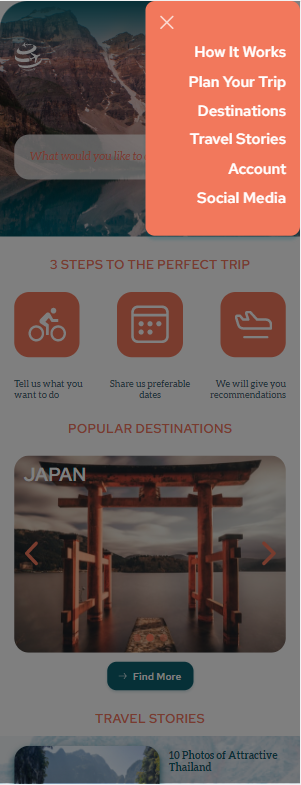 How It Works
Plan Your Trip
Destinations
Travel Stories
Account
Social Media
What would you like to
3 STEPS TO THE PERFECT TRIP
Tell us what you
want to do
Share us preferable
dates
We will give you
recommendations
POPULAR DESTINATIONS
JAPAN
Find More
TRAVEL STORIES
10 Photos of Attractive
Thailand